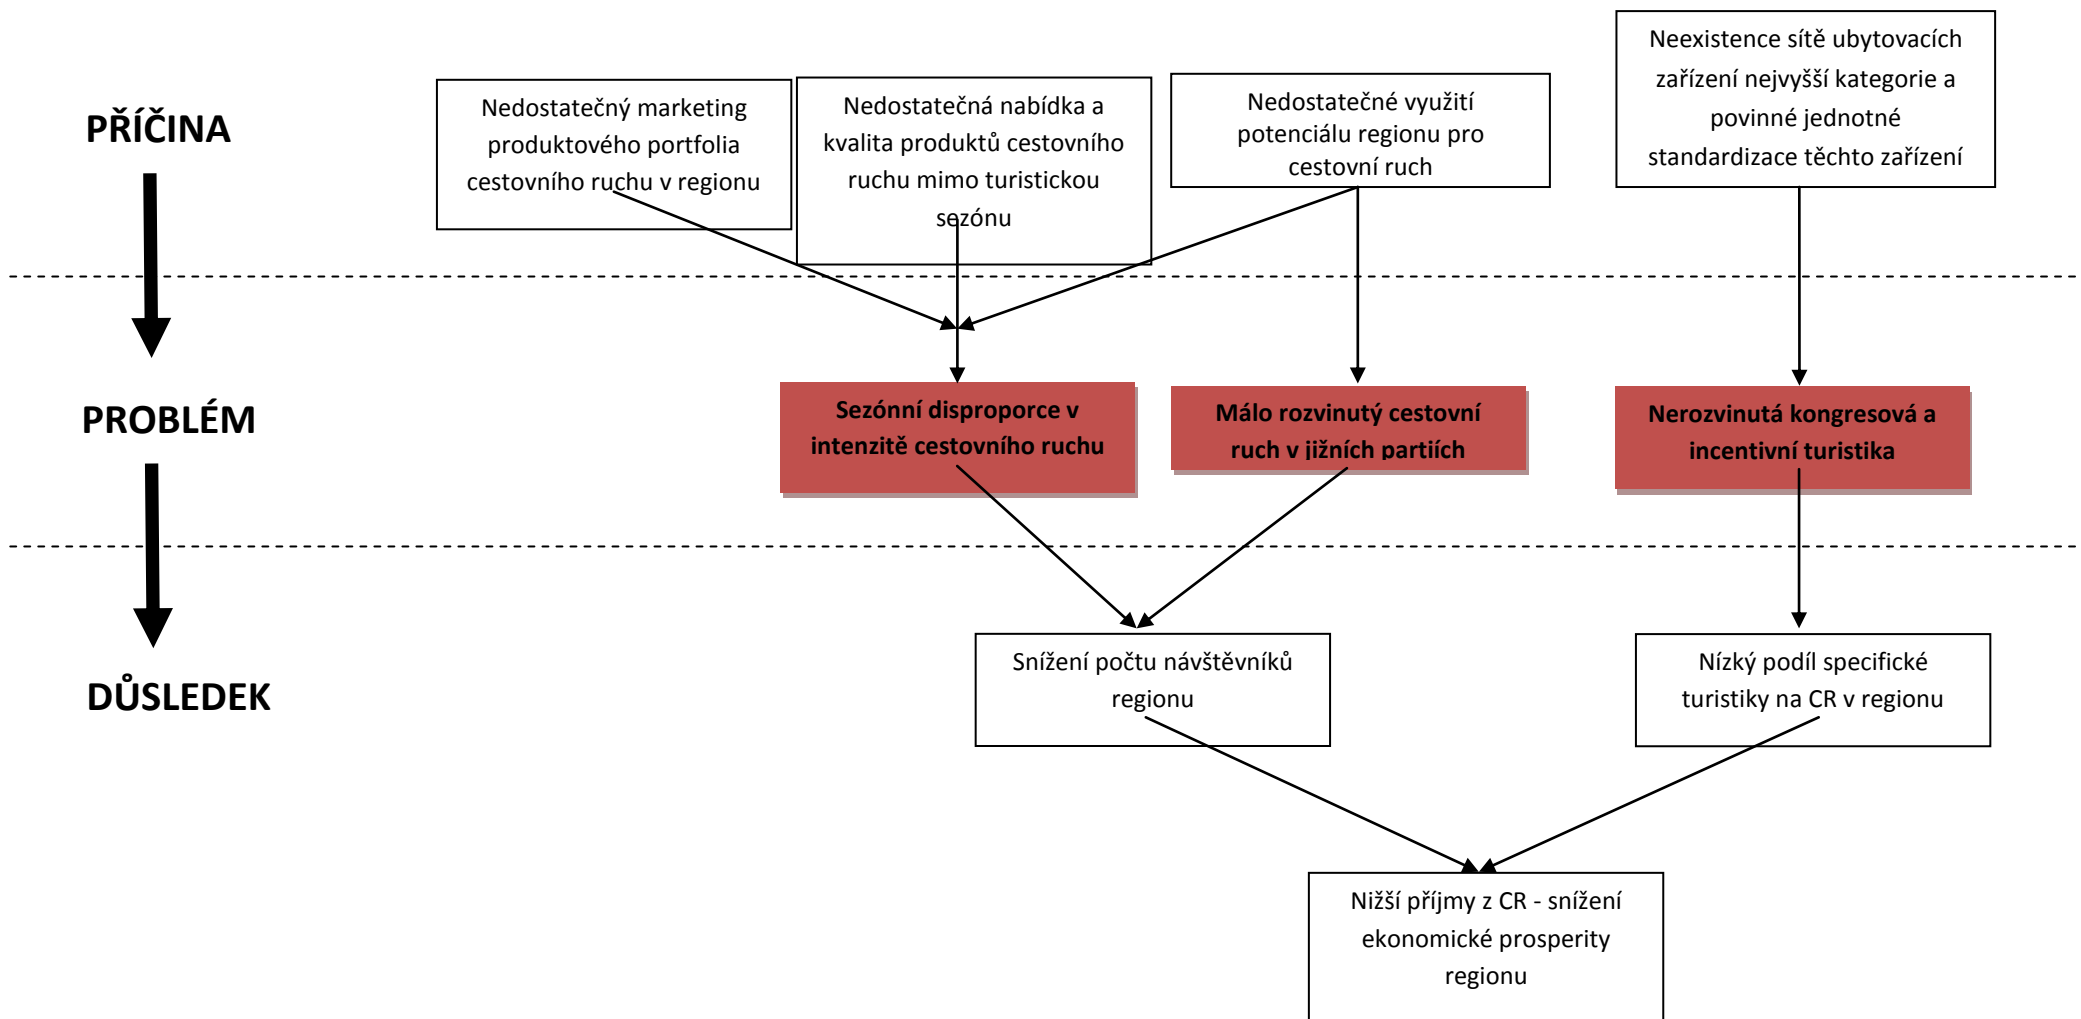 PŘÍČINA
Nedostatečný marketing
produktového portfolia
cestovního ruchu v regionu
Nedostatečná nabídka a
kvalita produktů cestovního
ruchu mimo turistickou
sezónu
Nedostatečné využití
potenciálu regionu pro
cestovní ruch
Neexistence sítě ubytovacích
zařízení nejvyšší kategorie a
povinné jednotné
standardizace těchto zařízení
PROBLÉM
Sezónní disproporce v
intenzitě cestovního ruchu
Málo rozvinutý cestovní
ruch v jižních partiích
Nerozvinutá kongresová a
incentivní turistika
DŮSLEDEK
Snížení počtu návštěvníků
regionu
Nízký podíl specifické
turistiky na CR v regionu
Nižší příjmy z CR - snížení
ekonomické prosperity
regionu